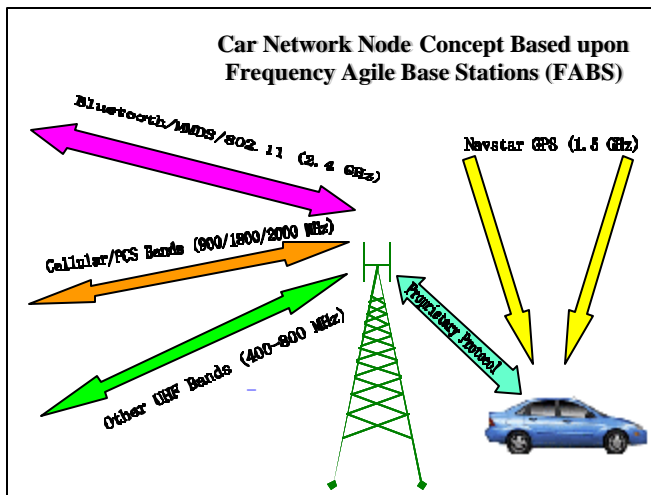 Car Network Node Concept Based upon
Frequency Agile Base Stations (FABS)
Bluetooth/MMDS/802.11 (2.4 GHz)
Navstar GPS (1.5 GHz)
Cellular/PCS Bands (900/1800/2000 MHz)
Proprietary Protocol
Other UHF Bands (400-800 MHz)